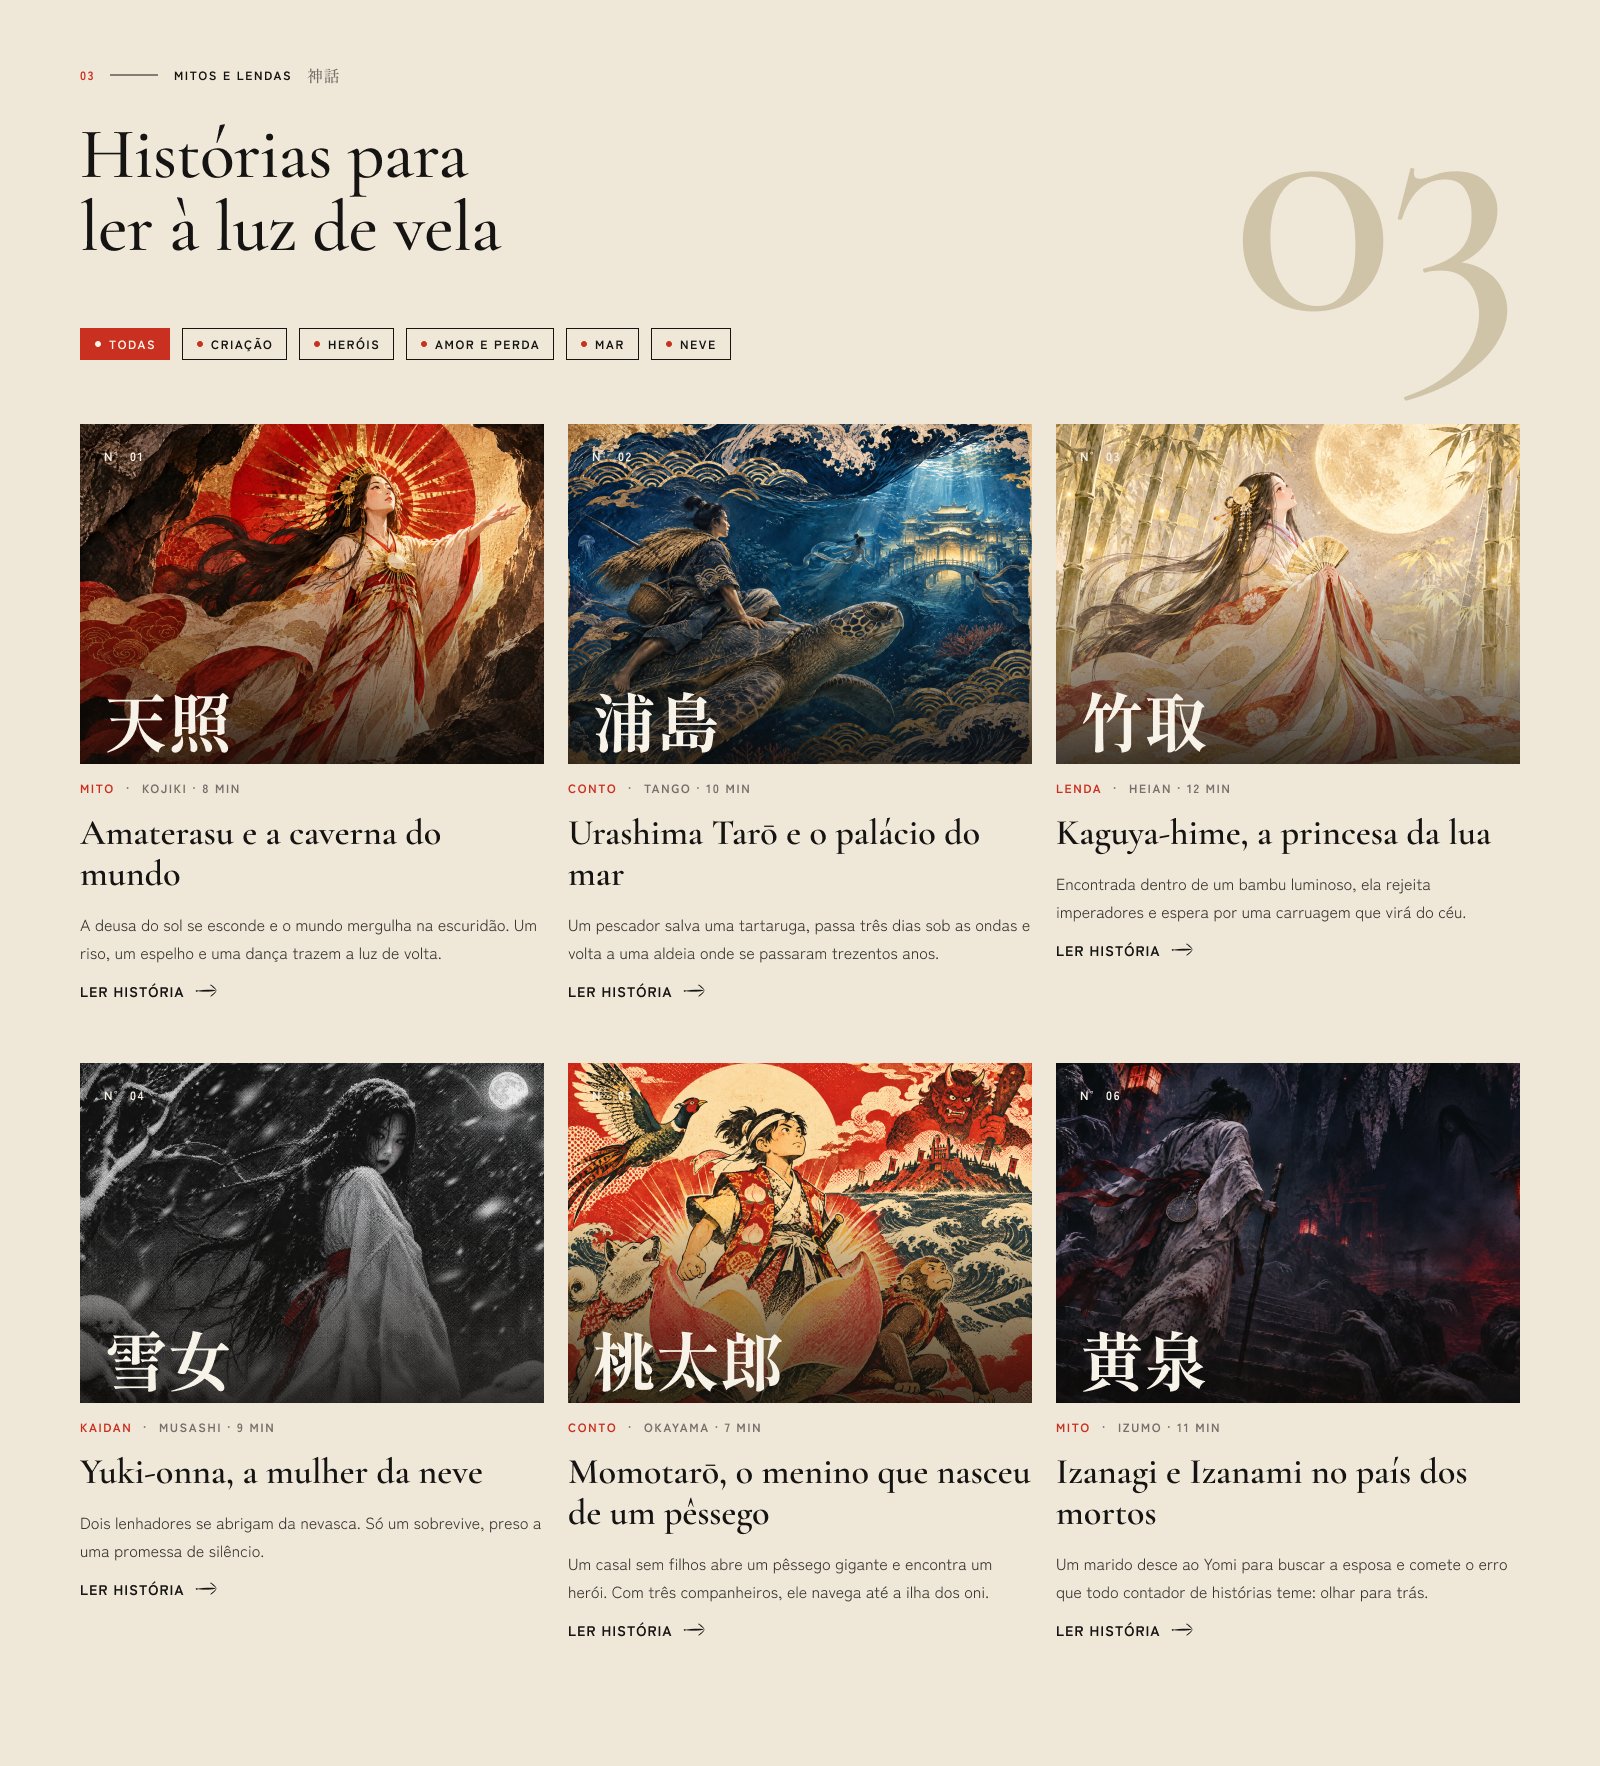 03 — MITOS E LENDAS 神話
Histórias para
ler à luz de vela
03
TODAS
CRIAÇÃO
HERÓIS
AMOR E PERDA
MAR
NEVE
N° 01
天照
MITO · KOJIKI · 8 MIN
Amaterasu e a caverna do
mundo
A deusa do sol se esconde e o mundo mergulha na escuridão. Um
riso, um espelho e uma dança trazem a luz de volta.
LER HISTÓRIA →
N° 02
浦島
CONTO · TANGO · 10 MIN
Urashima Tarō e o palácio do
mar
Um pescador salva uma tartaruga, passa três dias sob as ondas e
volta a uma aldeia onde se passaram trezentos anos.
LER HISTÓRIA →
N° 03
竹取
LENDA · HEIAN · 12 MIN
Kaguya-hime, a princesa da lua
Encontrada dentro de um bambu luminoso, ela rejeita
imperadores e espera por uma carruagem que virá do céu.
LER HISTÓRIA →
N° 04
雪女
KAIDAN · MUSASHI · 9 MIN
Yuki-onna, a mulher da neve
Dois lenhadores se abrigam da nevasca. Só um sobrevive, preso a
uma promessa de silêncio.
LER HISTÓRIA →
N° 05
桃太郎
CONTO · OKAYAMA · 7 MIN
Momotarō, o menino que nasceu
de um pêssego
Um casal sem filhos abre um pêssego gigante e encontra um
herói. Com três companheiros, ele navega até a ilha dos oni.
LER HISTÓRIA →
N° 06
黄泉
MITO · IZUMO · 11 MIN
Izanagi e Izanami no país dos
mortos
Um marido desce ao Yomi para buscar a esposa e comete o erro
que todo contador de histórias teme: olhar para trás.
LER HISTÓRIA →